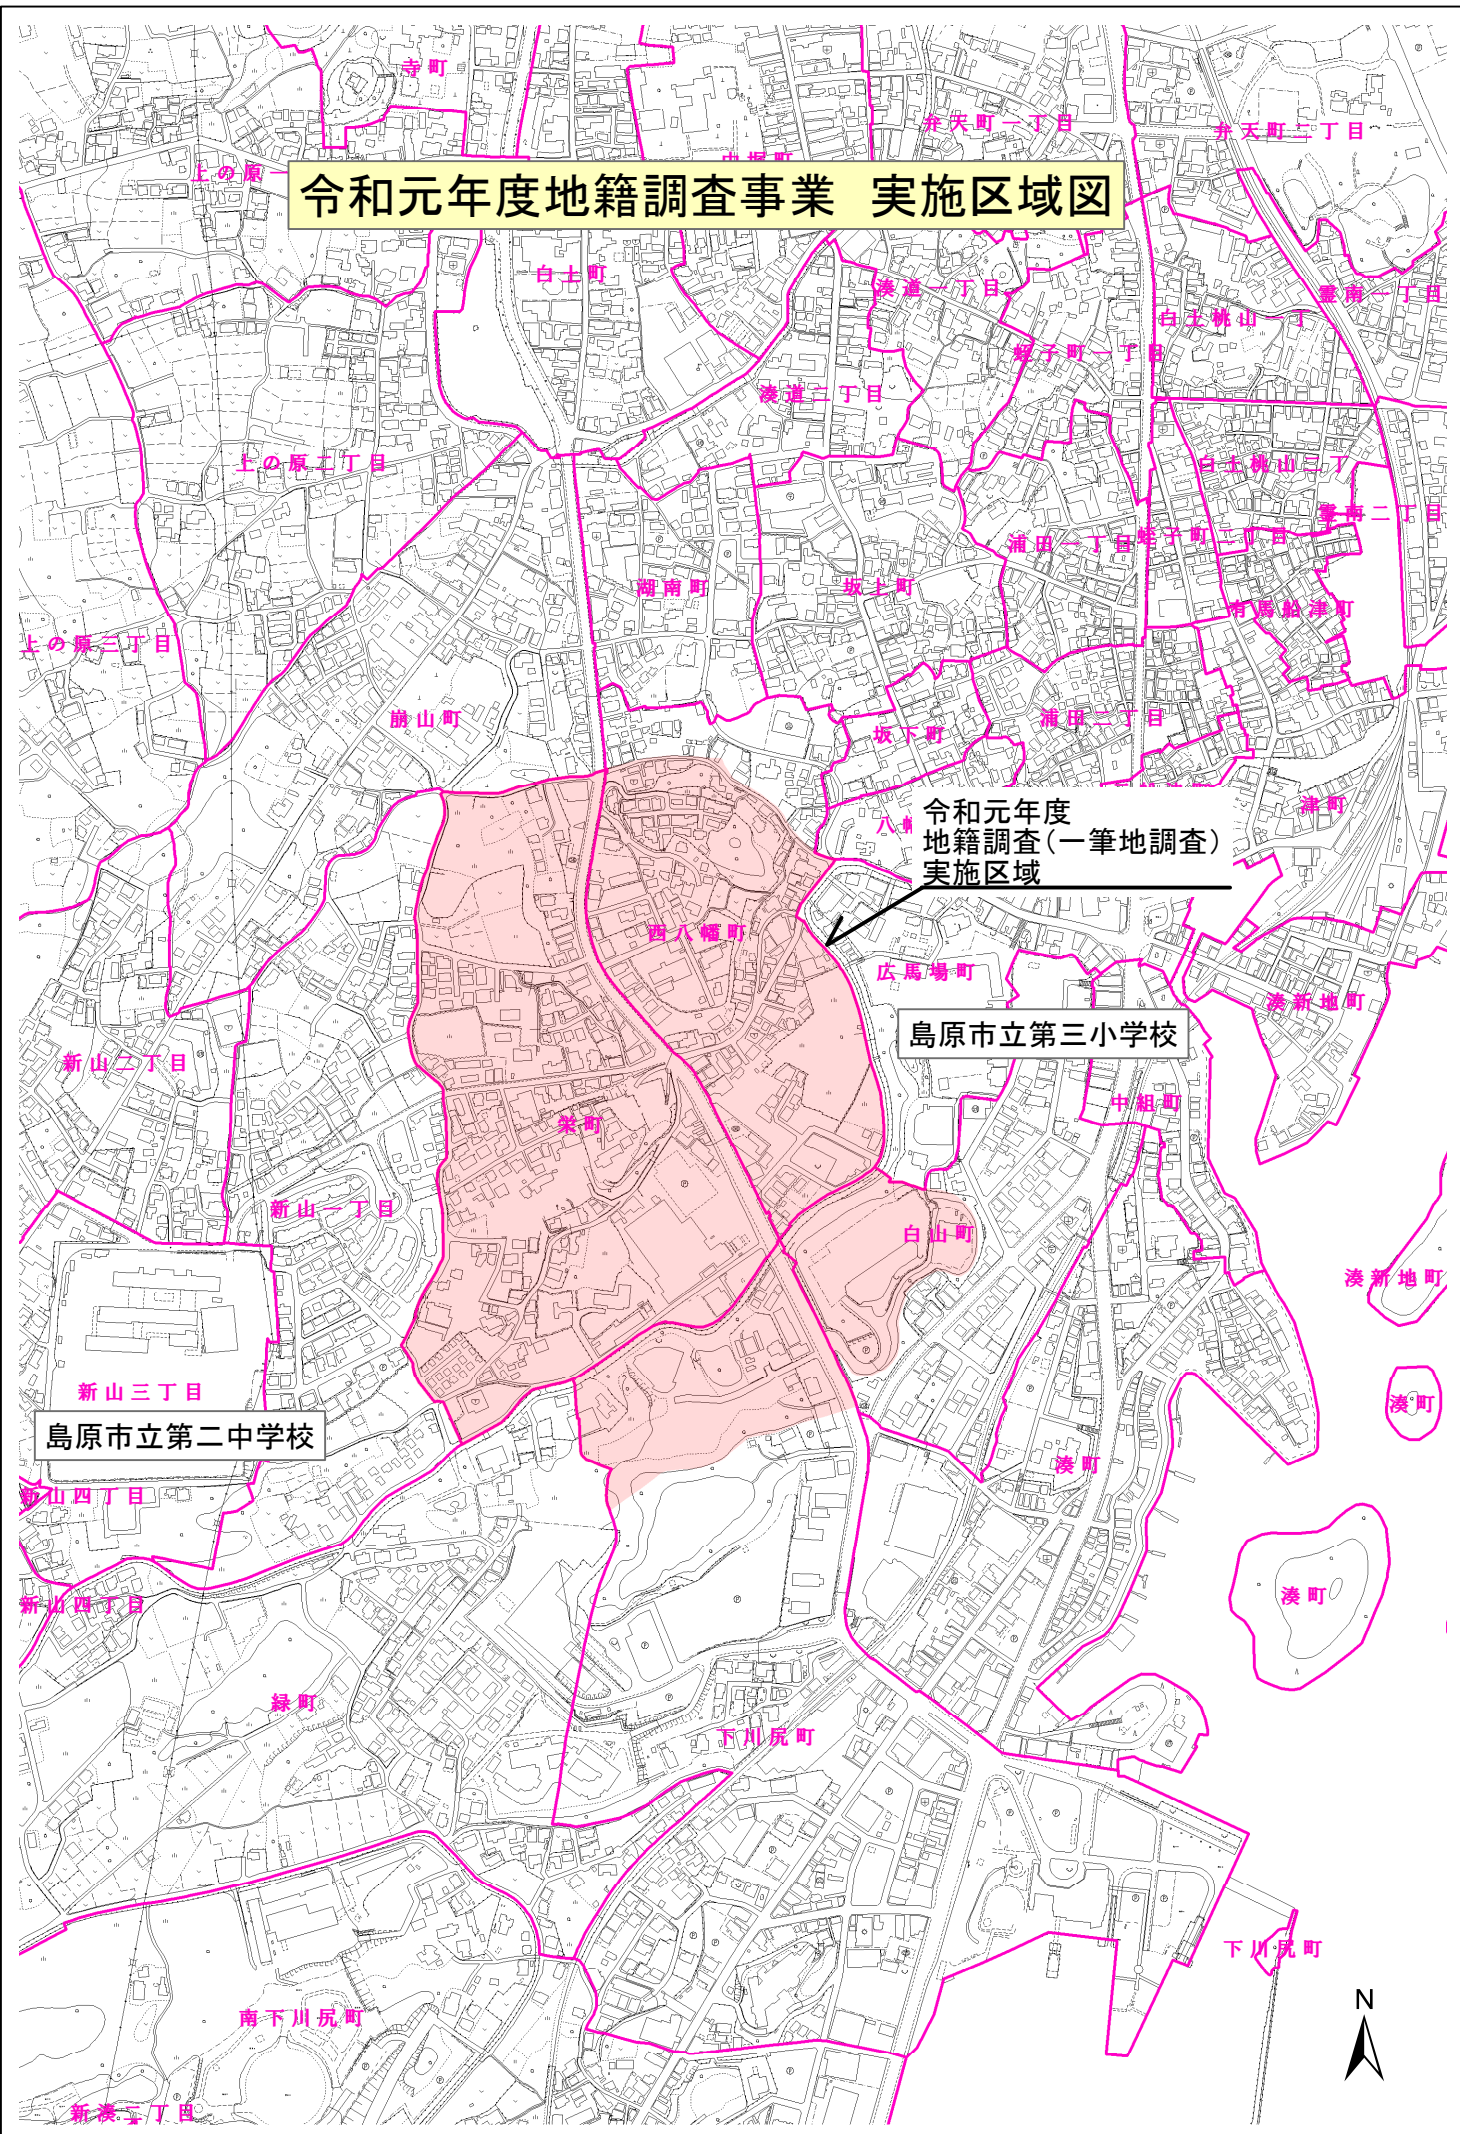 寺町
弁天町一丁目
弁天町二丁目
上の原一
令和元年度地籍調査事業　実施区域図
白土町
湊道一丁目
霊南一丁目
白土桃山一丁
蛭子町一丁目
湊道二丁目
上の原二丁目
白土桃山二丁
霊南二丁目
浦田一丁目
蛭子町二丁目
湖南町
坂上町
有馬船津町
上の原三丁目
崩山町
浦田二丁目
坂下町
津町
令和元年度
地籍調査（一筆地調査）
実施区域
八幡
西八幡町
広馬場町
湊新地町
島原市立第三小学校
新山二丁目
中組町
栄町
新山一丁目
白山町
湊新地町
新山三丁目
湊町
島原市立第二中学校
湊町
新山四丁目
湊町
新山四丁目
緑町
下川尻町
下川尻町
N
南下川尻町
新湊二丁目